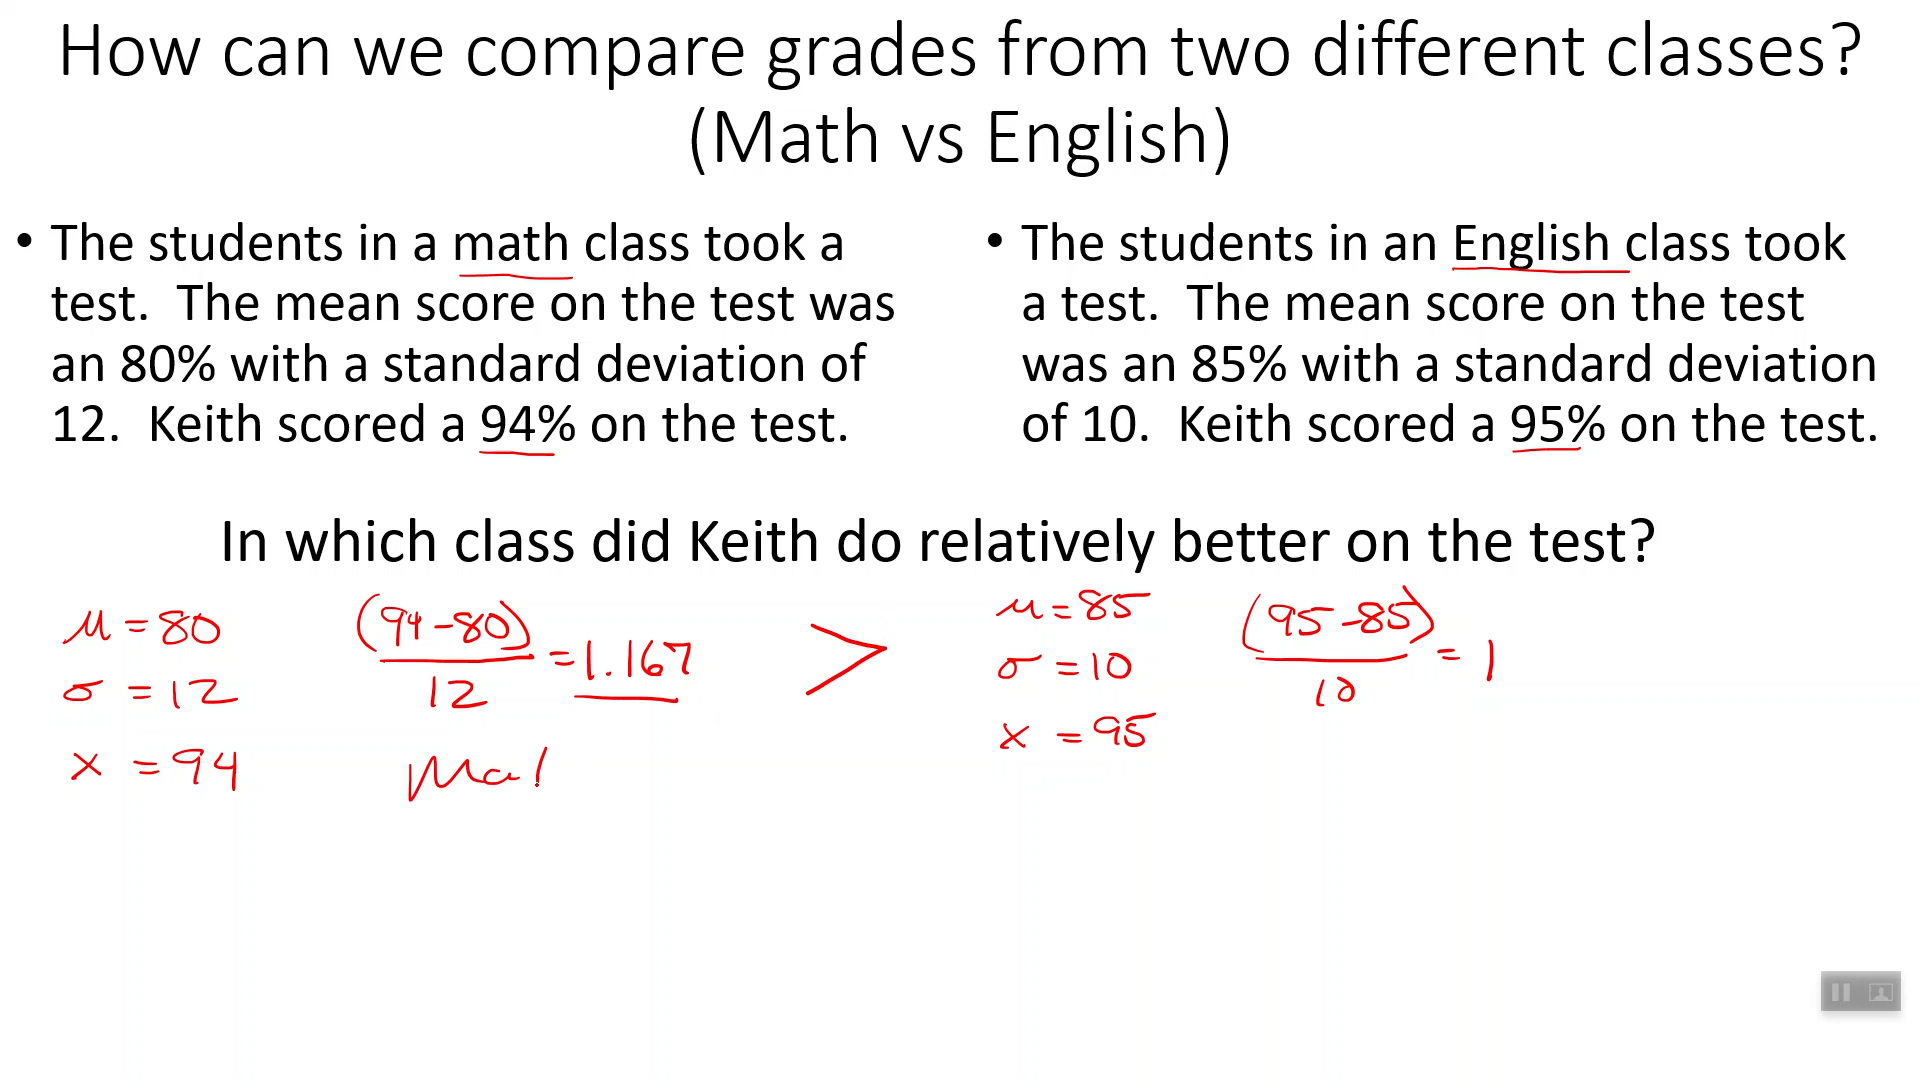 How can we compare grades from two different classes?
(Math vs English)
• The students in a math class took a
test. The mean score on the test was
an 80% with a standard deviation of
12. Keith scored a 94% on the test.
• The students in an English class took
a test. The mean score on the test
was an 85% with a standard deviation
of 10. Keith scored a 95% on the test.
In which class did Keith do relatively better on the test?
μ = 80
σ = 12
x = 94
(94-80)
12
= 1.167
>
μ = 85
σ = 10
x = 95
(95-85)
10
= 1